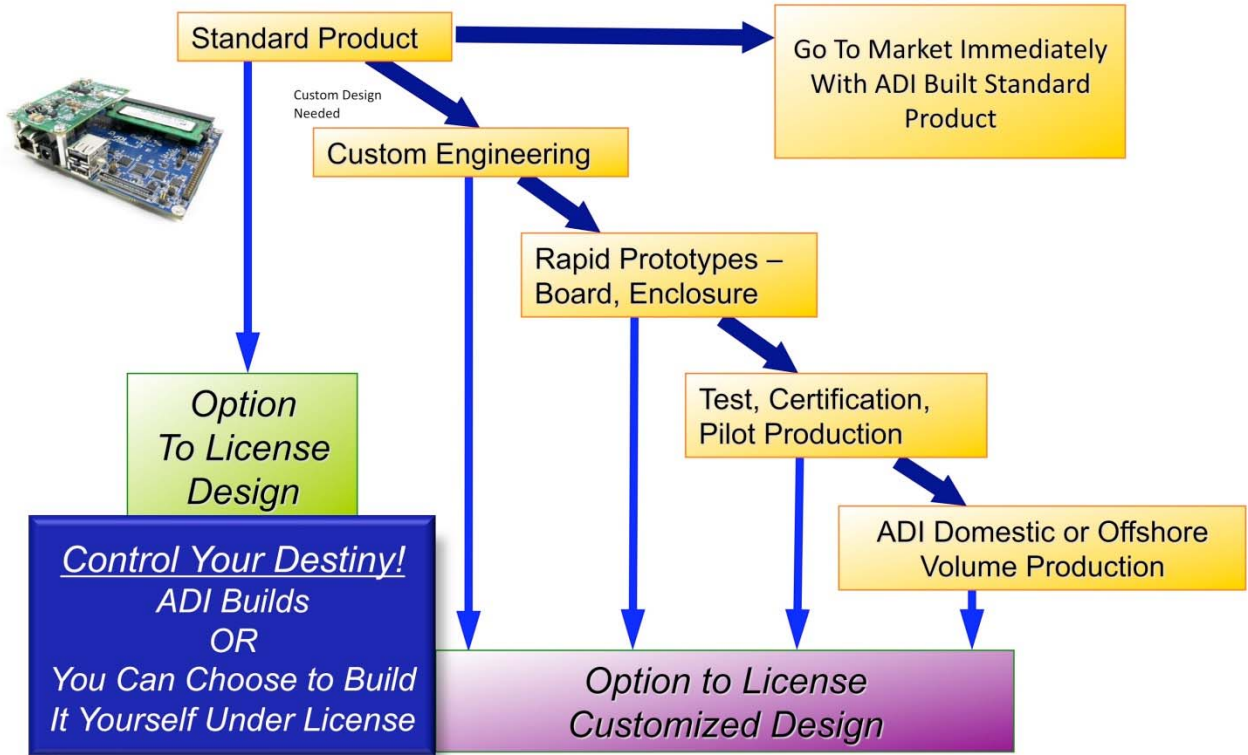 Standard Product
Go To Market Immediately
With ADI Built Standard
Product
Custom Design
Needed
Custom Engineering
Rapid Prototypes –
Board, Enclosure
Test, Certification,
Pilot Production
ADI Domestic or Offshore
Volume Production
Option
To License
Design
Control Your Destiny!
ADI Builds
OR
You Can Choose to Build
It Yourself Under License
Option to License
Customized Design